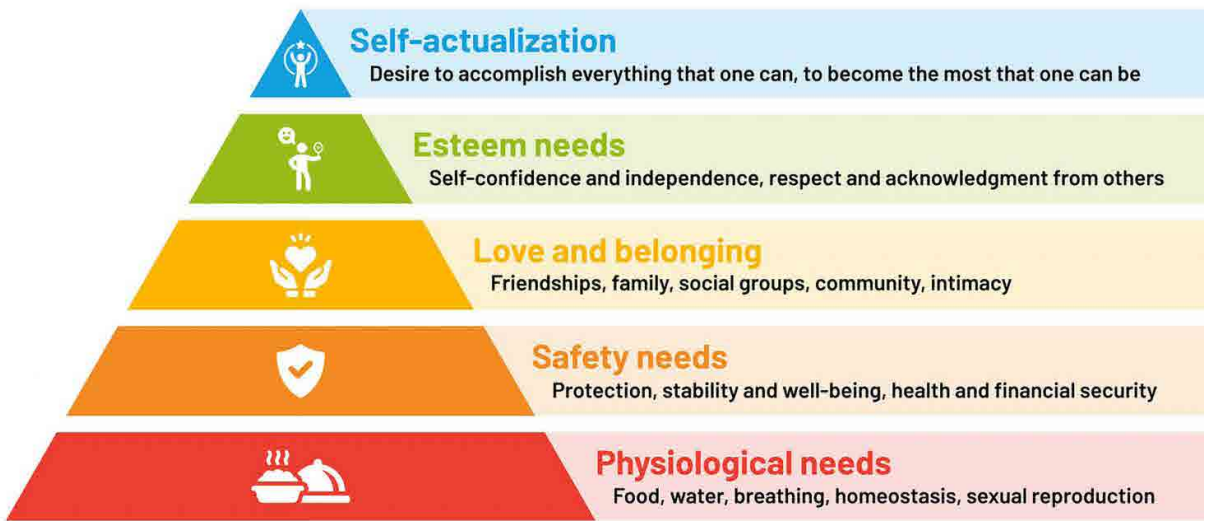 Self-actualization
Desire to accomplish everything that one can, to become the most that one can be
Esteem needs
Self-confidence and independence, respect and acknowledgment from others
Love and belonging
Friendships, family, social groups, community, intimacy
Safety needs
Protection, stability and well-being, health and financial security
Physiological needs
Food, water, breathing, homeostasis, sexual reproduction